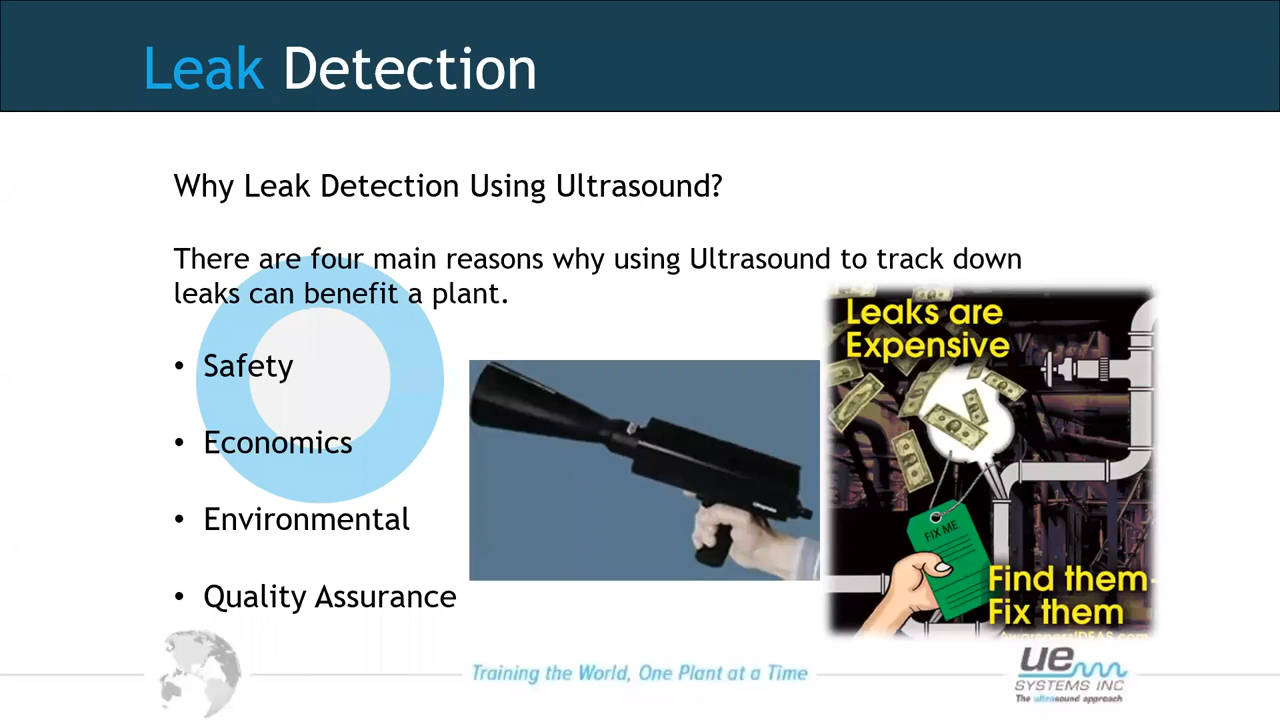 Leak Detection
Why Leak Detection Using Ultrasound?
There are four main reasons why using Ultrasound to track down
leaks can benefit a plant.
• Safety
• Economics
• Environmental
• Quality Assurance
Leaks are
Expensive
FIX ME
Find them-
Fix them
AwarenessIDEAS.com
Training the World, One Plant at a Time
ue
SYSTEMS INC
The ultrasound approach